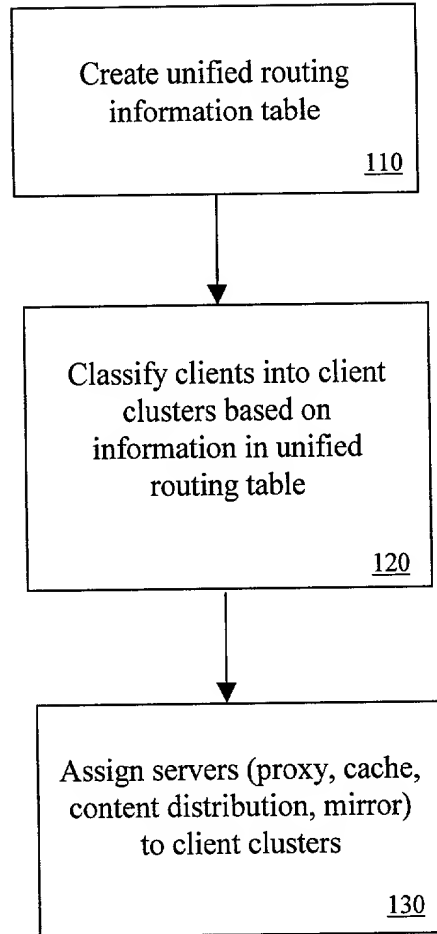 Create unified routing
information table
110
Classify clients into client
clusters based on
information in unified
routing table
120
Assign servers (proxy, cache,
content distribution, mirror)
to client clusters
130